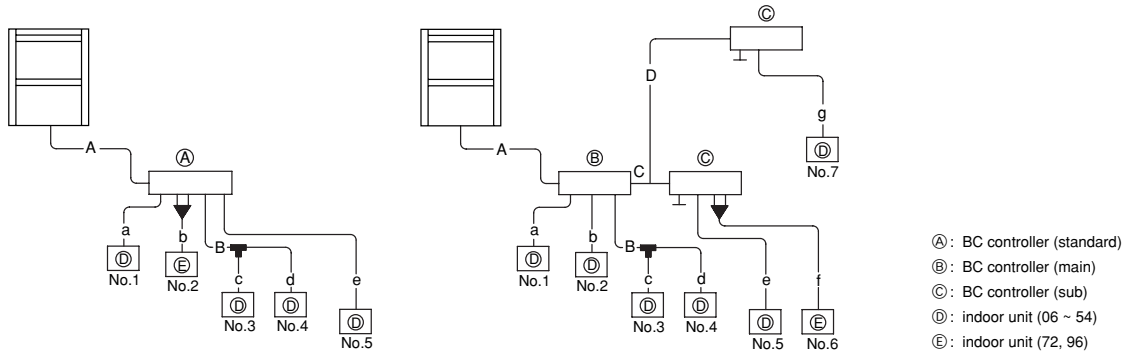 A
Ⓐ
a
b
B
c
d
e
Ⓓ
No.1
Ⓔ
No.2
Ⓓ
No.3
Ⓓ
No.4
Ⓓ
No.5
A
Ⓑ
C
D
Ⓒ
Ⓒ
g
Ⓓ
No.7
a
b
B
c
d
e
f
Ⓓ
No.1
Ⓓ
No.2
Ⓓ
No.3
Ⓓ
No.4
Ⓓ
No.5
Ⓔ
No.6
Ⓐ : BC controller (standard)
Ⓑ : BC controller (main)
Ⓒ : BC controller (sub)
Ⓓ : indoor unit (06 ~ 54)
Ⓔ : indoor unit (72, 96)